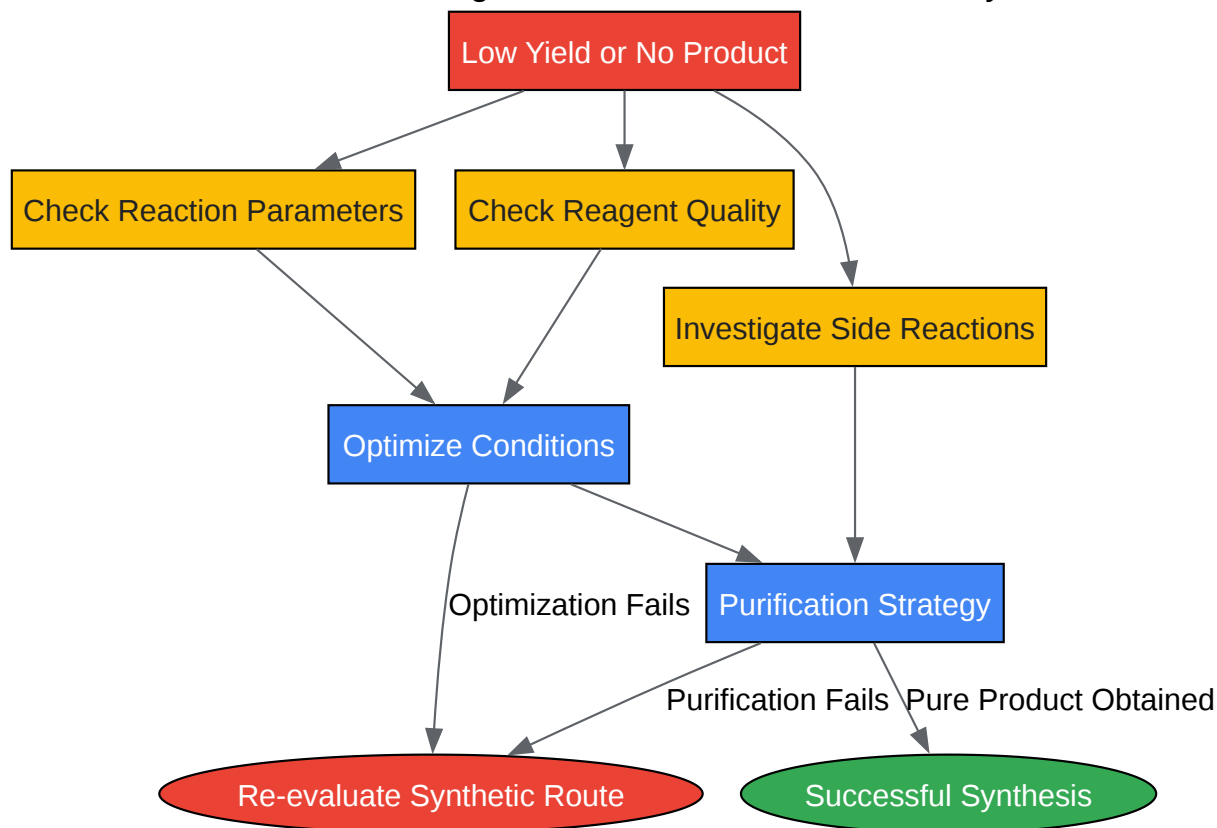 Low Yield or No Product
Check Reaction Parameters
Check Reagent Quality
Investigate Side Reactions
Optimize Conditions
Optimization Fails
Purification Strategy
Purification Fails
Pure Product Obtained
Re-evaluate Synthetic Route
Successful Synthesis